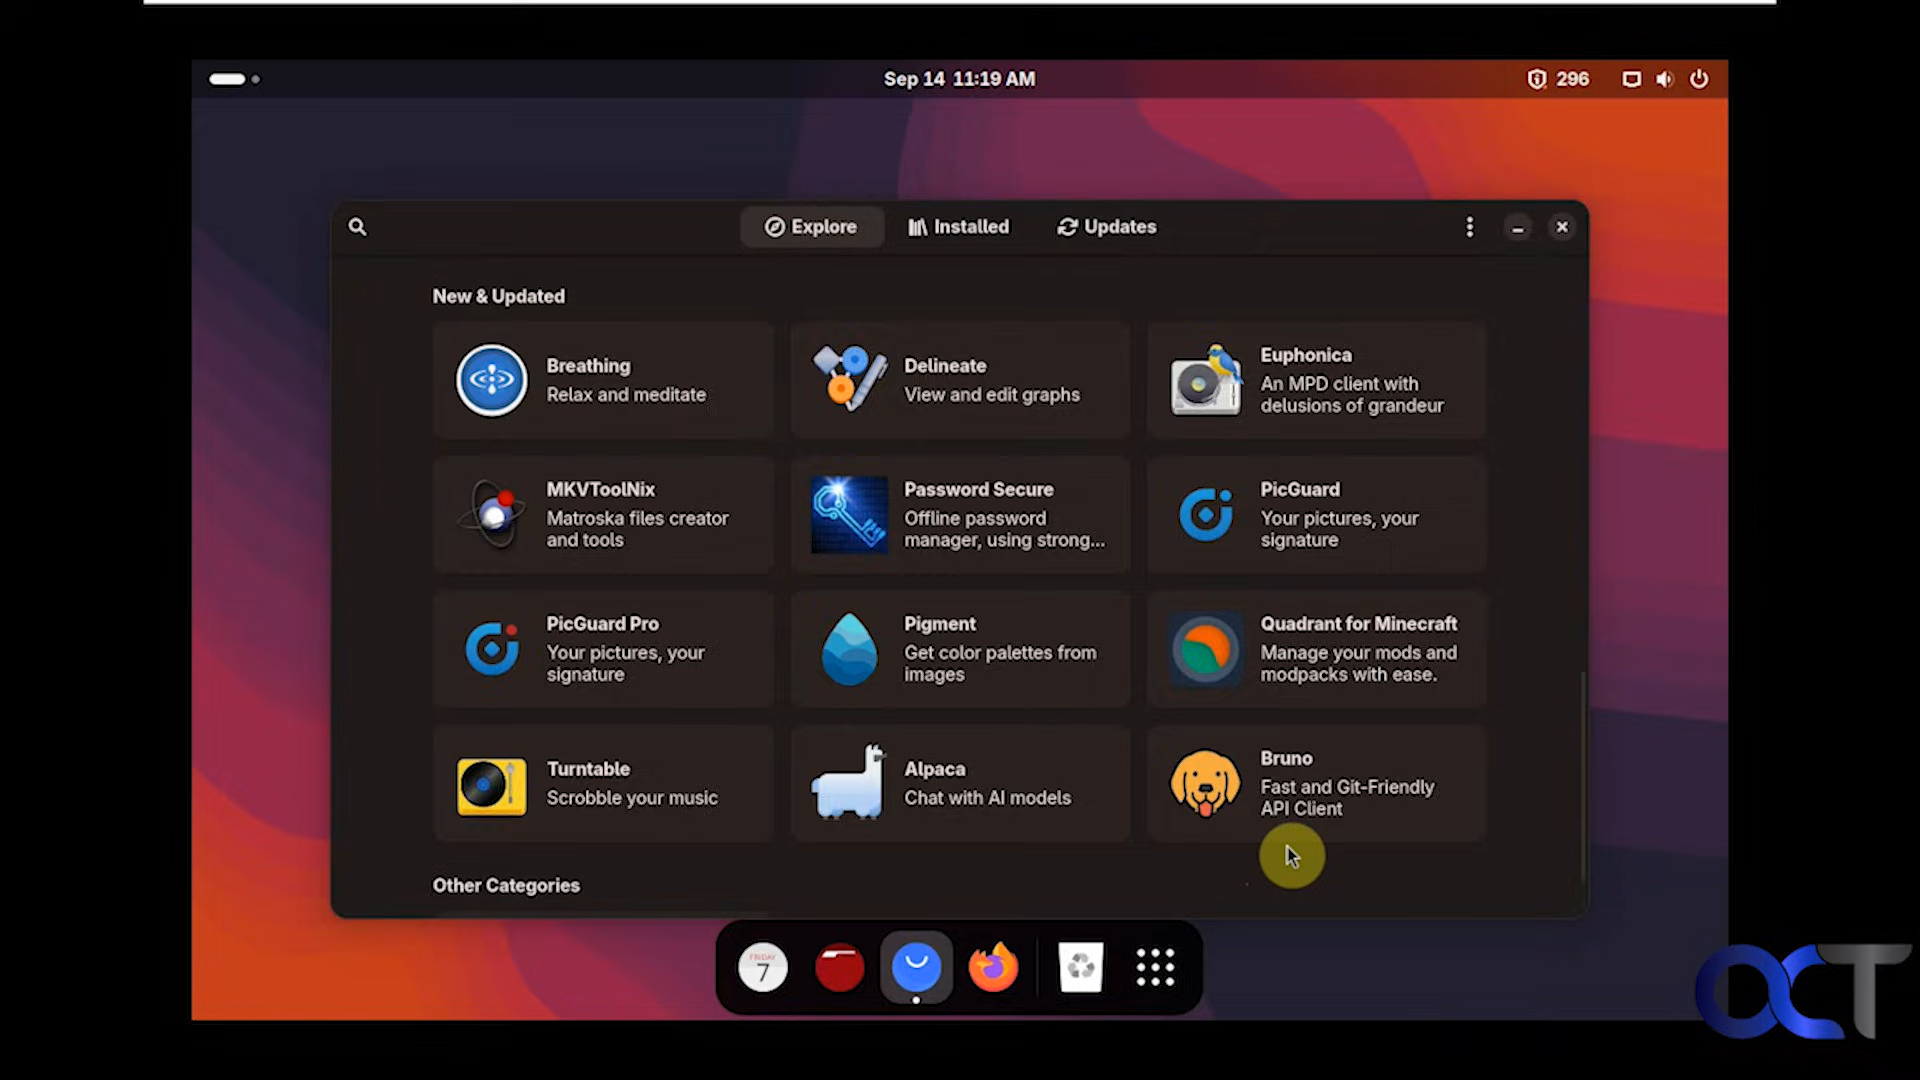 Sep 14 11:19 AM
296
Explore
Installed
Updates
New & Updated
Breathing
Relax and meditate
Delineate
View and edit graphs
Euphonica
An MPD client with
delusions of grandeur
MKVToolNix
Matroska files creator
and tools
Password Secure
Offline password
manager, using strong...
PicGuard
Your pictures, your
signature
PicGuard Pro
Your pictures, your
signature
Pigment
Get color palettes from
images
Quadrant for Minecraft
Manage your mods and
modpacks with ease.
Turntable
Scrobble your music
Alpaca
Chat with AI models
Bruno
Fast and Git-Friendly
API Client
Other Categories
FRIDAY
7
OCT